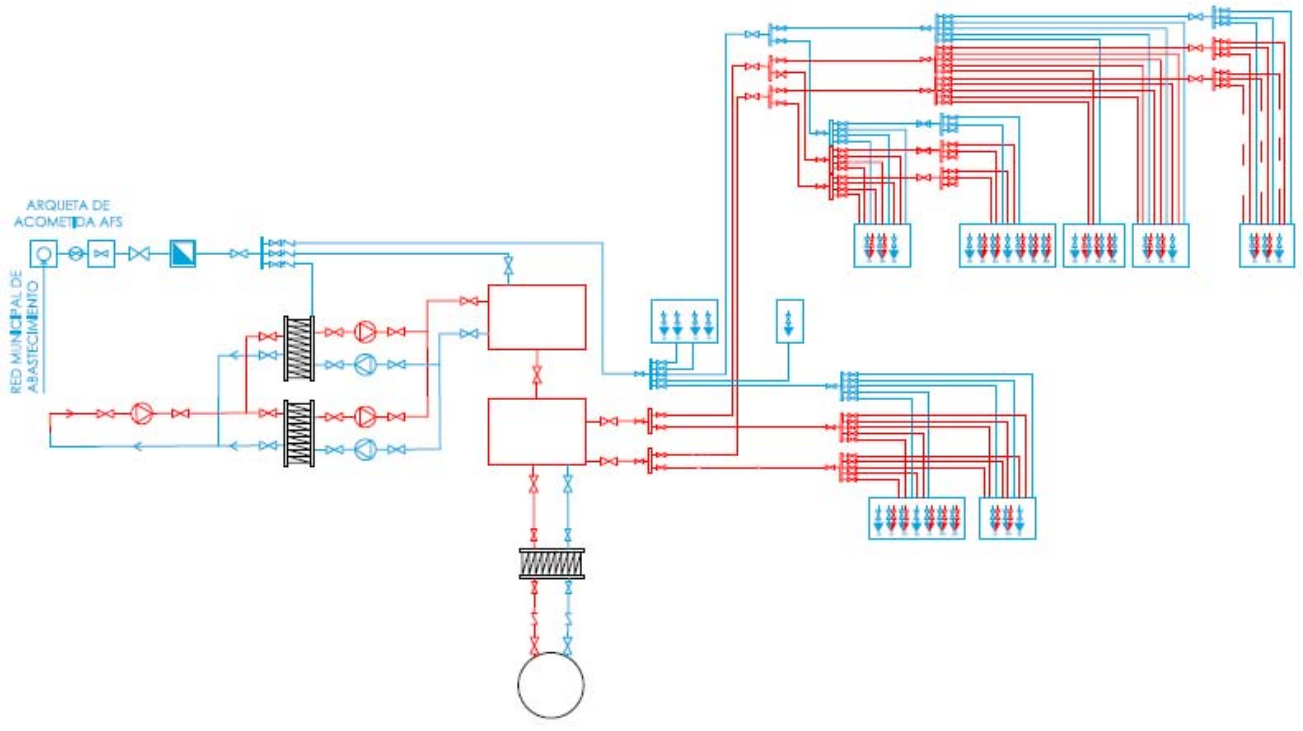 ARQUETA DE
ACOMETIDA AFS
RED MUNICIPAL DE
ABASTECIMIENTO